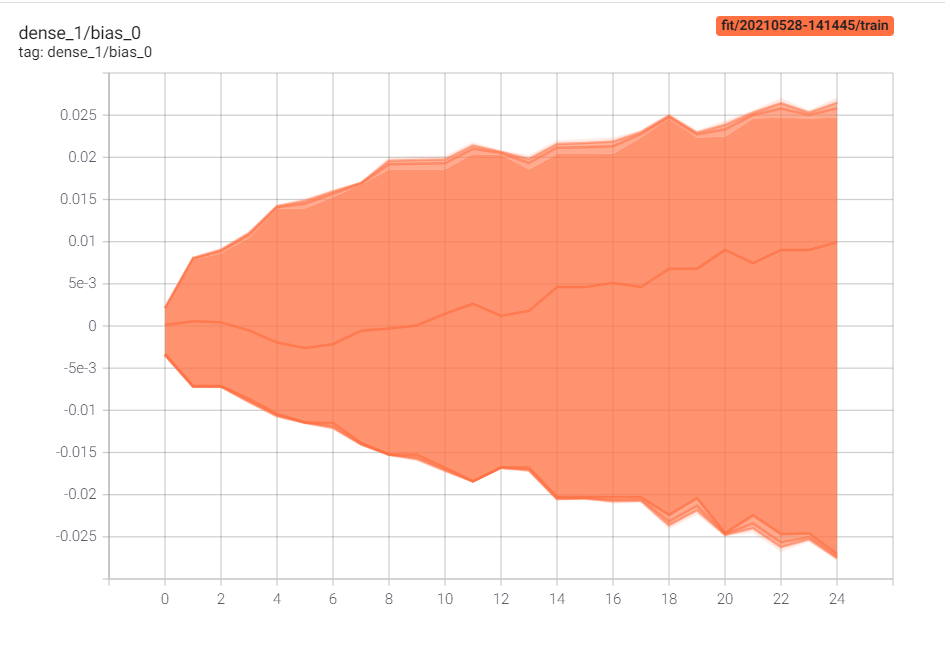 dense_1/bias_0
fit/20210528-141445/train
tag: dense_1/bias_0
0.025
0.02
0.015
0.01
5e-3
0
-5e-3
-0.01
-0.015
-0.02
-0.025
0 2 4 6 8 10 12 14 16 18 20 22 24